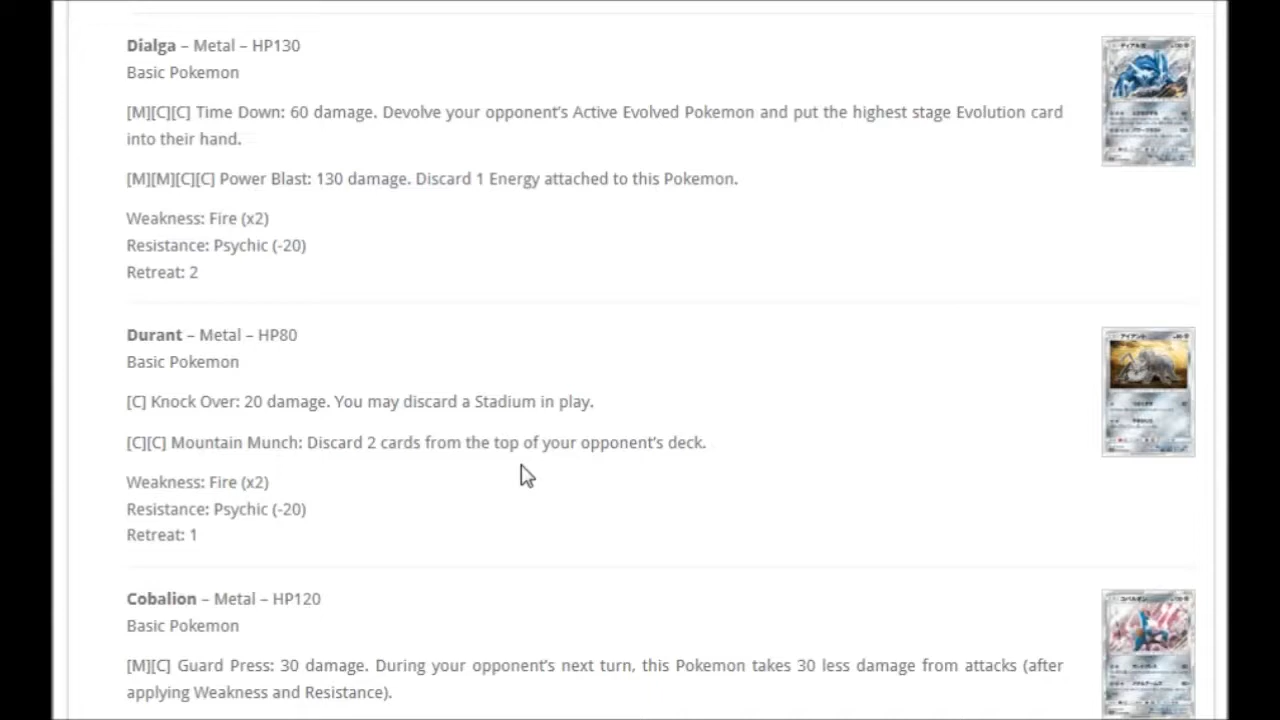 Dialga – Metal – HP130
Basic Pokemon
[M][C][C] Time Down: 60 damage. Devolve your opponent's Active Evolved Pokemon and put the highest stage Evolution card
into their hand.
[M][M][C][C] Power Blast: 130 damage. Discard 1 Energy attached to this Pokemon.
Weakness: Fire (x2)
Resistance: Psychic (-20)
Retreat: 2
Durant – Metal – HP80
Basic Pokemon
[C] Knock Over: 20 damage. You may discard a Stadium in play.
[C][C] Mountain Munch: Discard 2 cards from the top of your opponent's deck.
Weakness: Fire (x2)
Resistance: Psychic (-20)
Retreat: 1
Cobalion – Metal – HP120
Basic Pokemon
[M][C] Guard Press: 30 damage. During your opponent's next turn, this Pokemon takes 30 less damage from attacks (after
applying Weakness and Resistance).